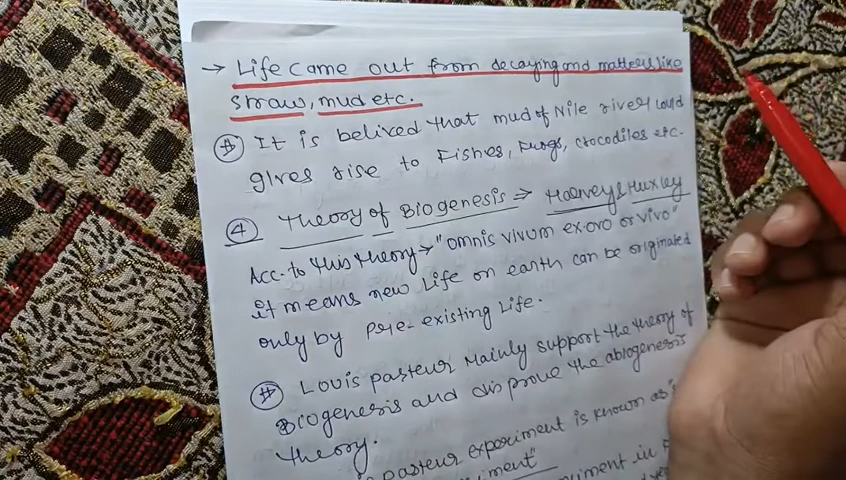 → Life came out from decaying and matters like
straw, mud etc.
# It is belived that mud of Nile river could
gives rise to Fishes, Frogs, crocodiles etc.
④ Theory of Biogenesis ⇒ Harvey & Huxley
Acc. to this theory → "omnis vivum ex-ovo or vivo"
it means new Life on earth can be originated
only by pre-existing Life.
# Louis pasteur Mainly support the theory of
Biogenesis and disprove the abiogenesis
theory.
pasteur experiment is known as
iment in